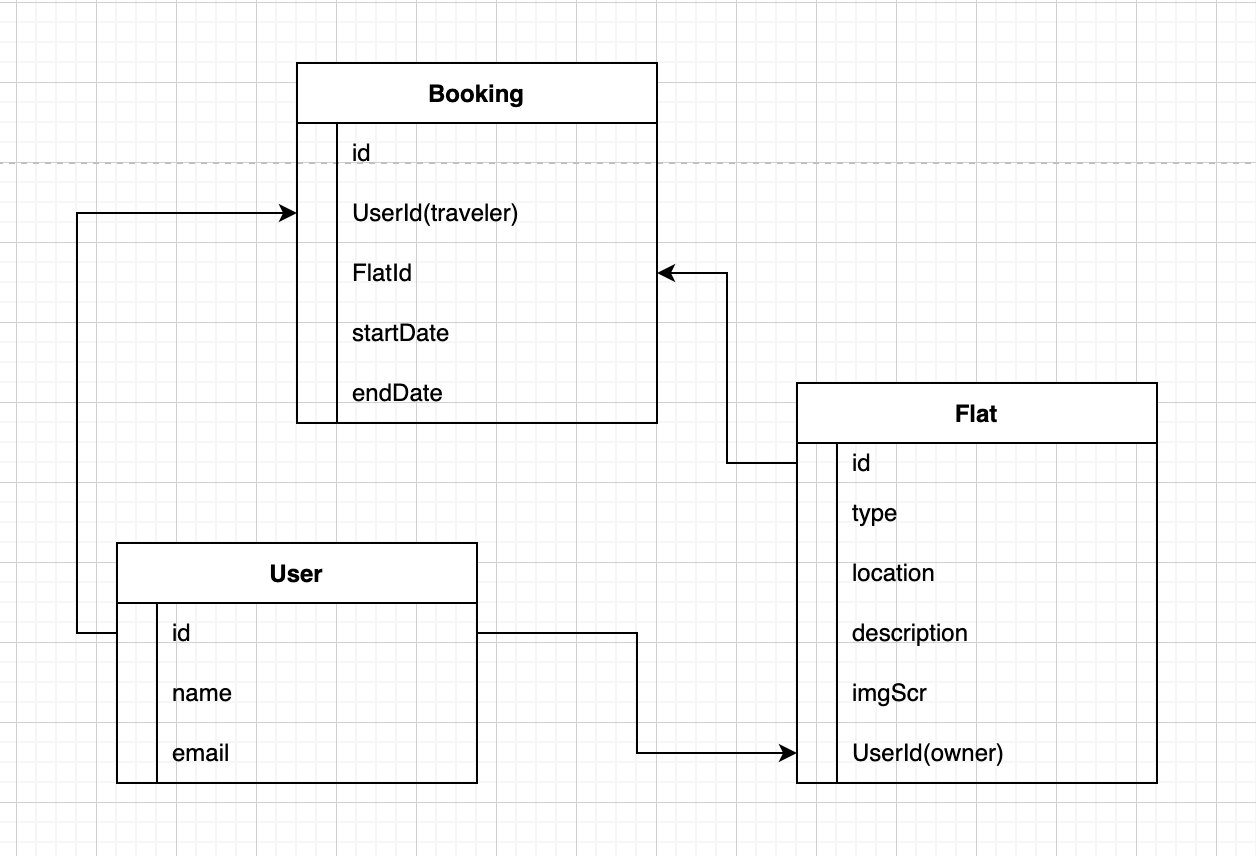 Booking
id
UserId(traveler)
FlatId
startDate
endDate
Flat
id
type
location
description
imgScr
UserId(owner)
User
id
name
email